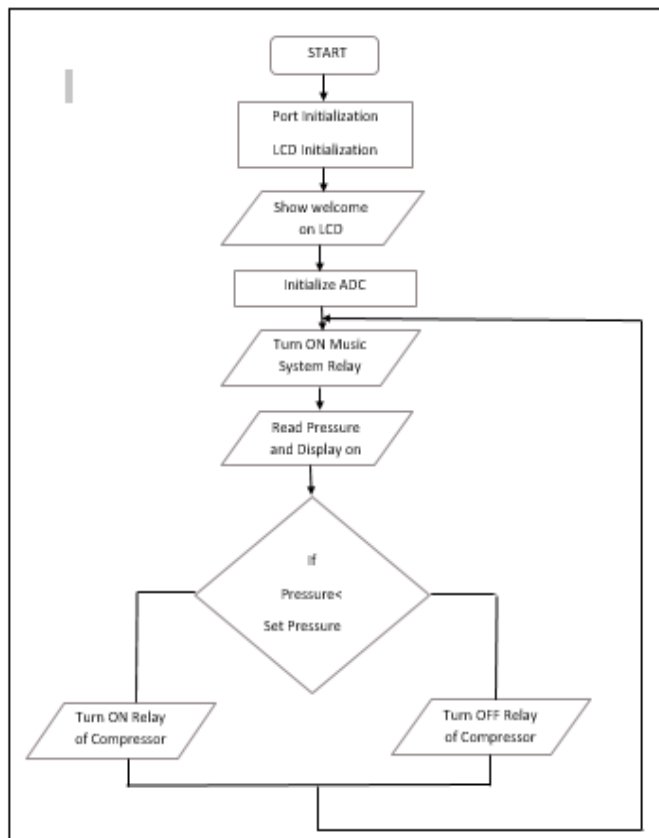 START
Port Initialization
LCD Initialization
Show welcome
on LCD
Initialize ADC
Turn ON Music
System Relay
Read Pressure
and Display on
If
Pressure<
Set Pressure
Turn ON Relay
of Compressor
Turn OFF Relay
of Compressor